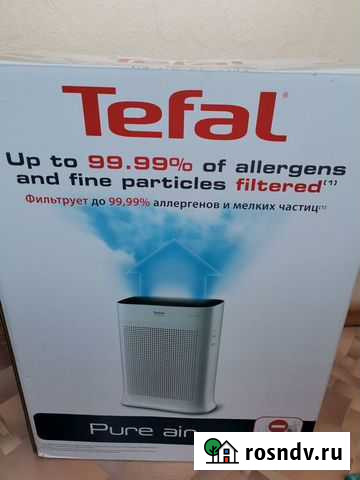 Tefal®
Up to 99.99% of allergens
and fine particles filtered(1)
Фильтрует до 99,99% аллергенов и мелких частиц(1)
Tefal
Pure air
rosndv.ru